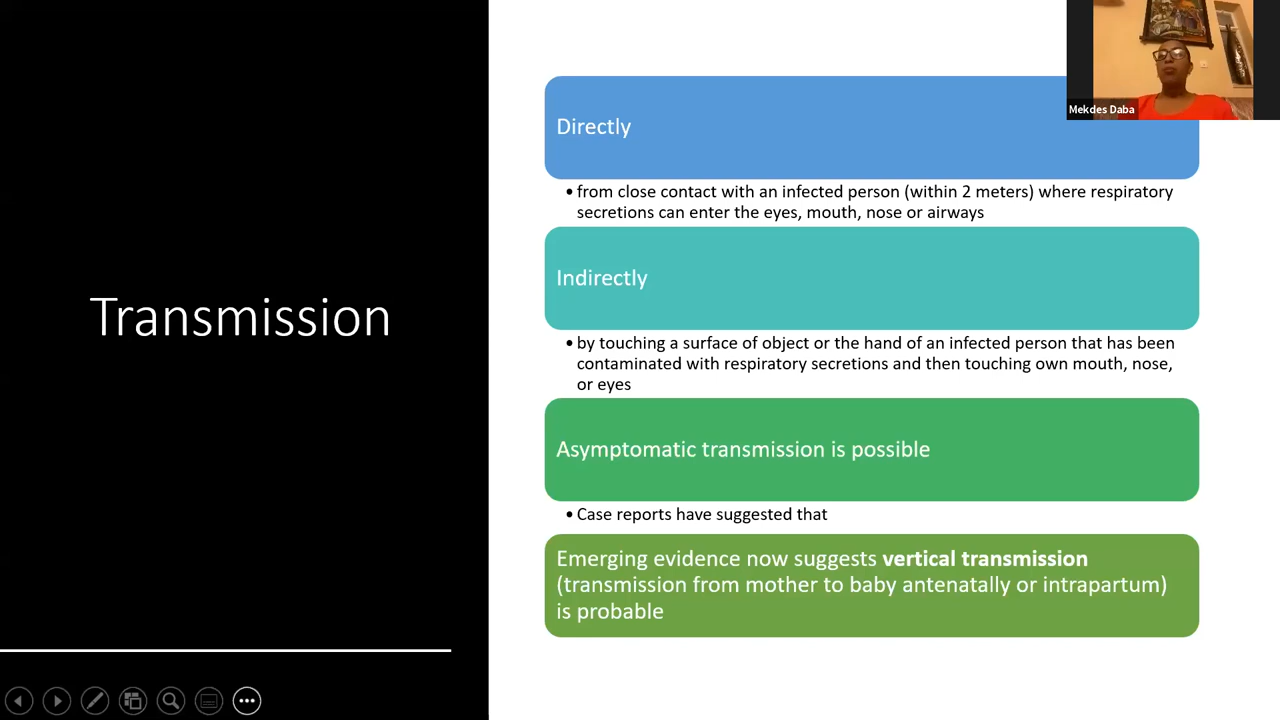 Mekdes Daba
Transmission
Directly
• from close contact with an infected person (within 2 meters) where respiratory
secretions can enter the eyes, mouth, nose or airways
Indirectly
• by touching a surface of object or the hand of an infected person that has been
contaminated with respiratory secretions and then touching own mouth, nose,
or eyes
Asymptomatic transmission is possible
• Case reports have suggested that
Emerging evidence now suggests vertical transmission
(transmission from mother to baby antenatally or intrapartum)
is probable